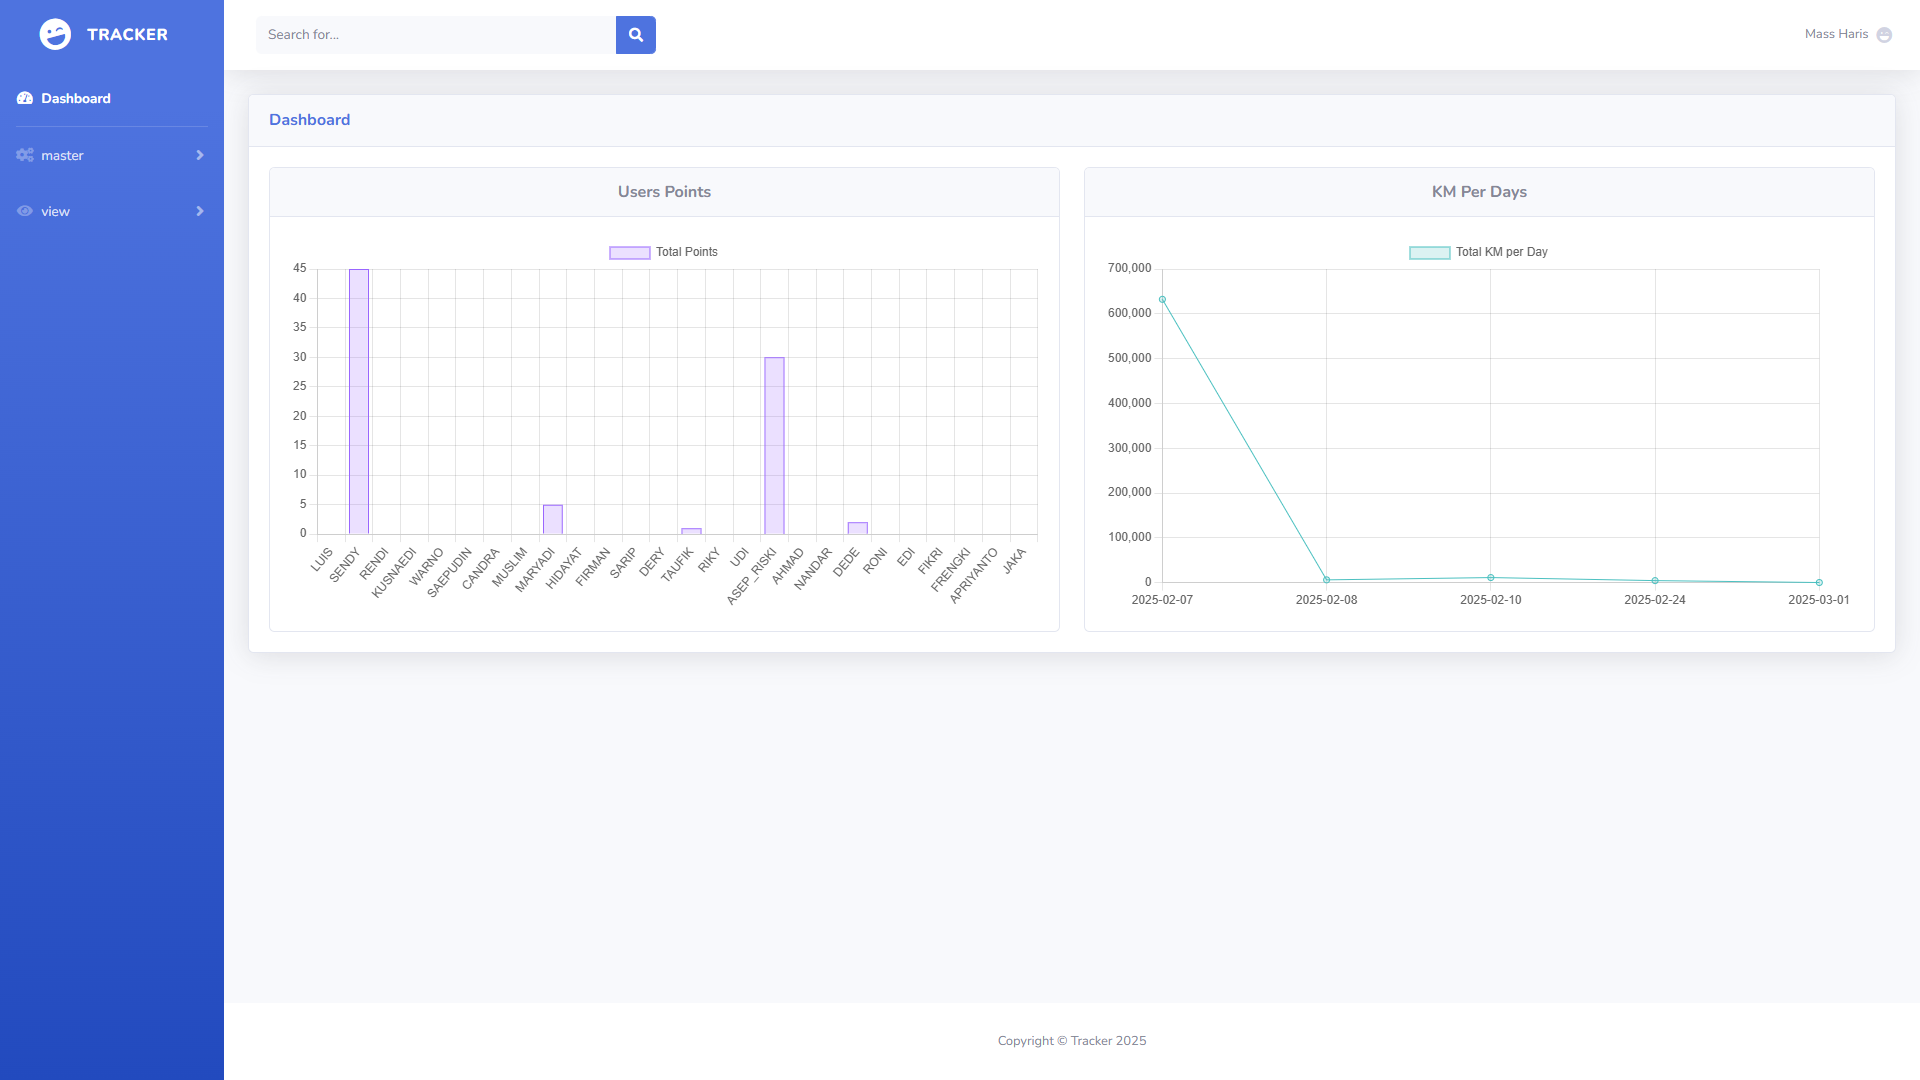 TRACKER
Search for...
Mass Haris
Dashboard
master
view
Dashboard
Users Points
Total Points
45
40
35
30
25
20
15
10
5
0
LUIS
SENDY
RENDI
KUSNAEDI
WARNO
SAEPUDIN
CANDRA
MUSLIM
MARYADI
HIDAYAT
FIRMAN
SARIP
DERY
TAUFIK
RIKY
UDI
ASEP_RISKI
AHMAD
NANDAR
DEDE
RONI
EDI
FIKRI
FRENGKI
APRIYANTO
JAKA
KM Per Days
Total KM per Day
700,000
600,000
500,000
400,000
300,000
200,000
100,000
0
2025-02-07
2025-02-08
2025-02-10
2025-02-24
2025-03-01
Copyright © Tracker 2025